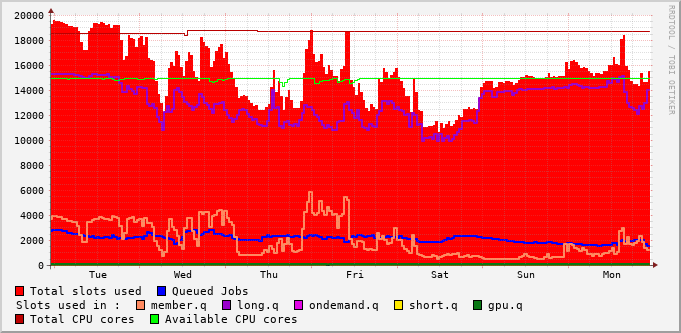 20000
18000
16000
14000
12000
10000
8000
6000
4000
2000
0
Tue Wed Thu Fri Sat Sun Mon
RRDTOOL / TOBI OETIKER
Total slots used Queued Jobs
Slots used in : member.q long.q ondemand.q short.q gpu.q
Total CPU cores Available CPU cores